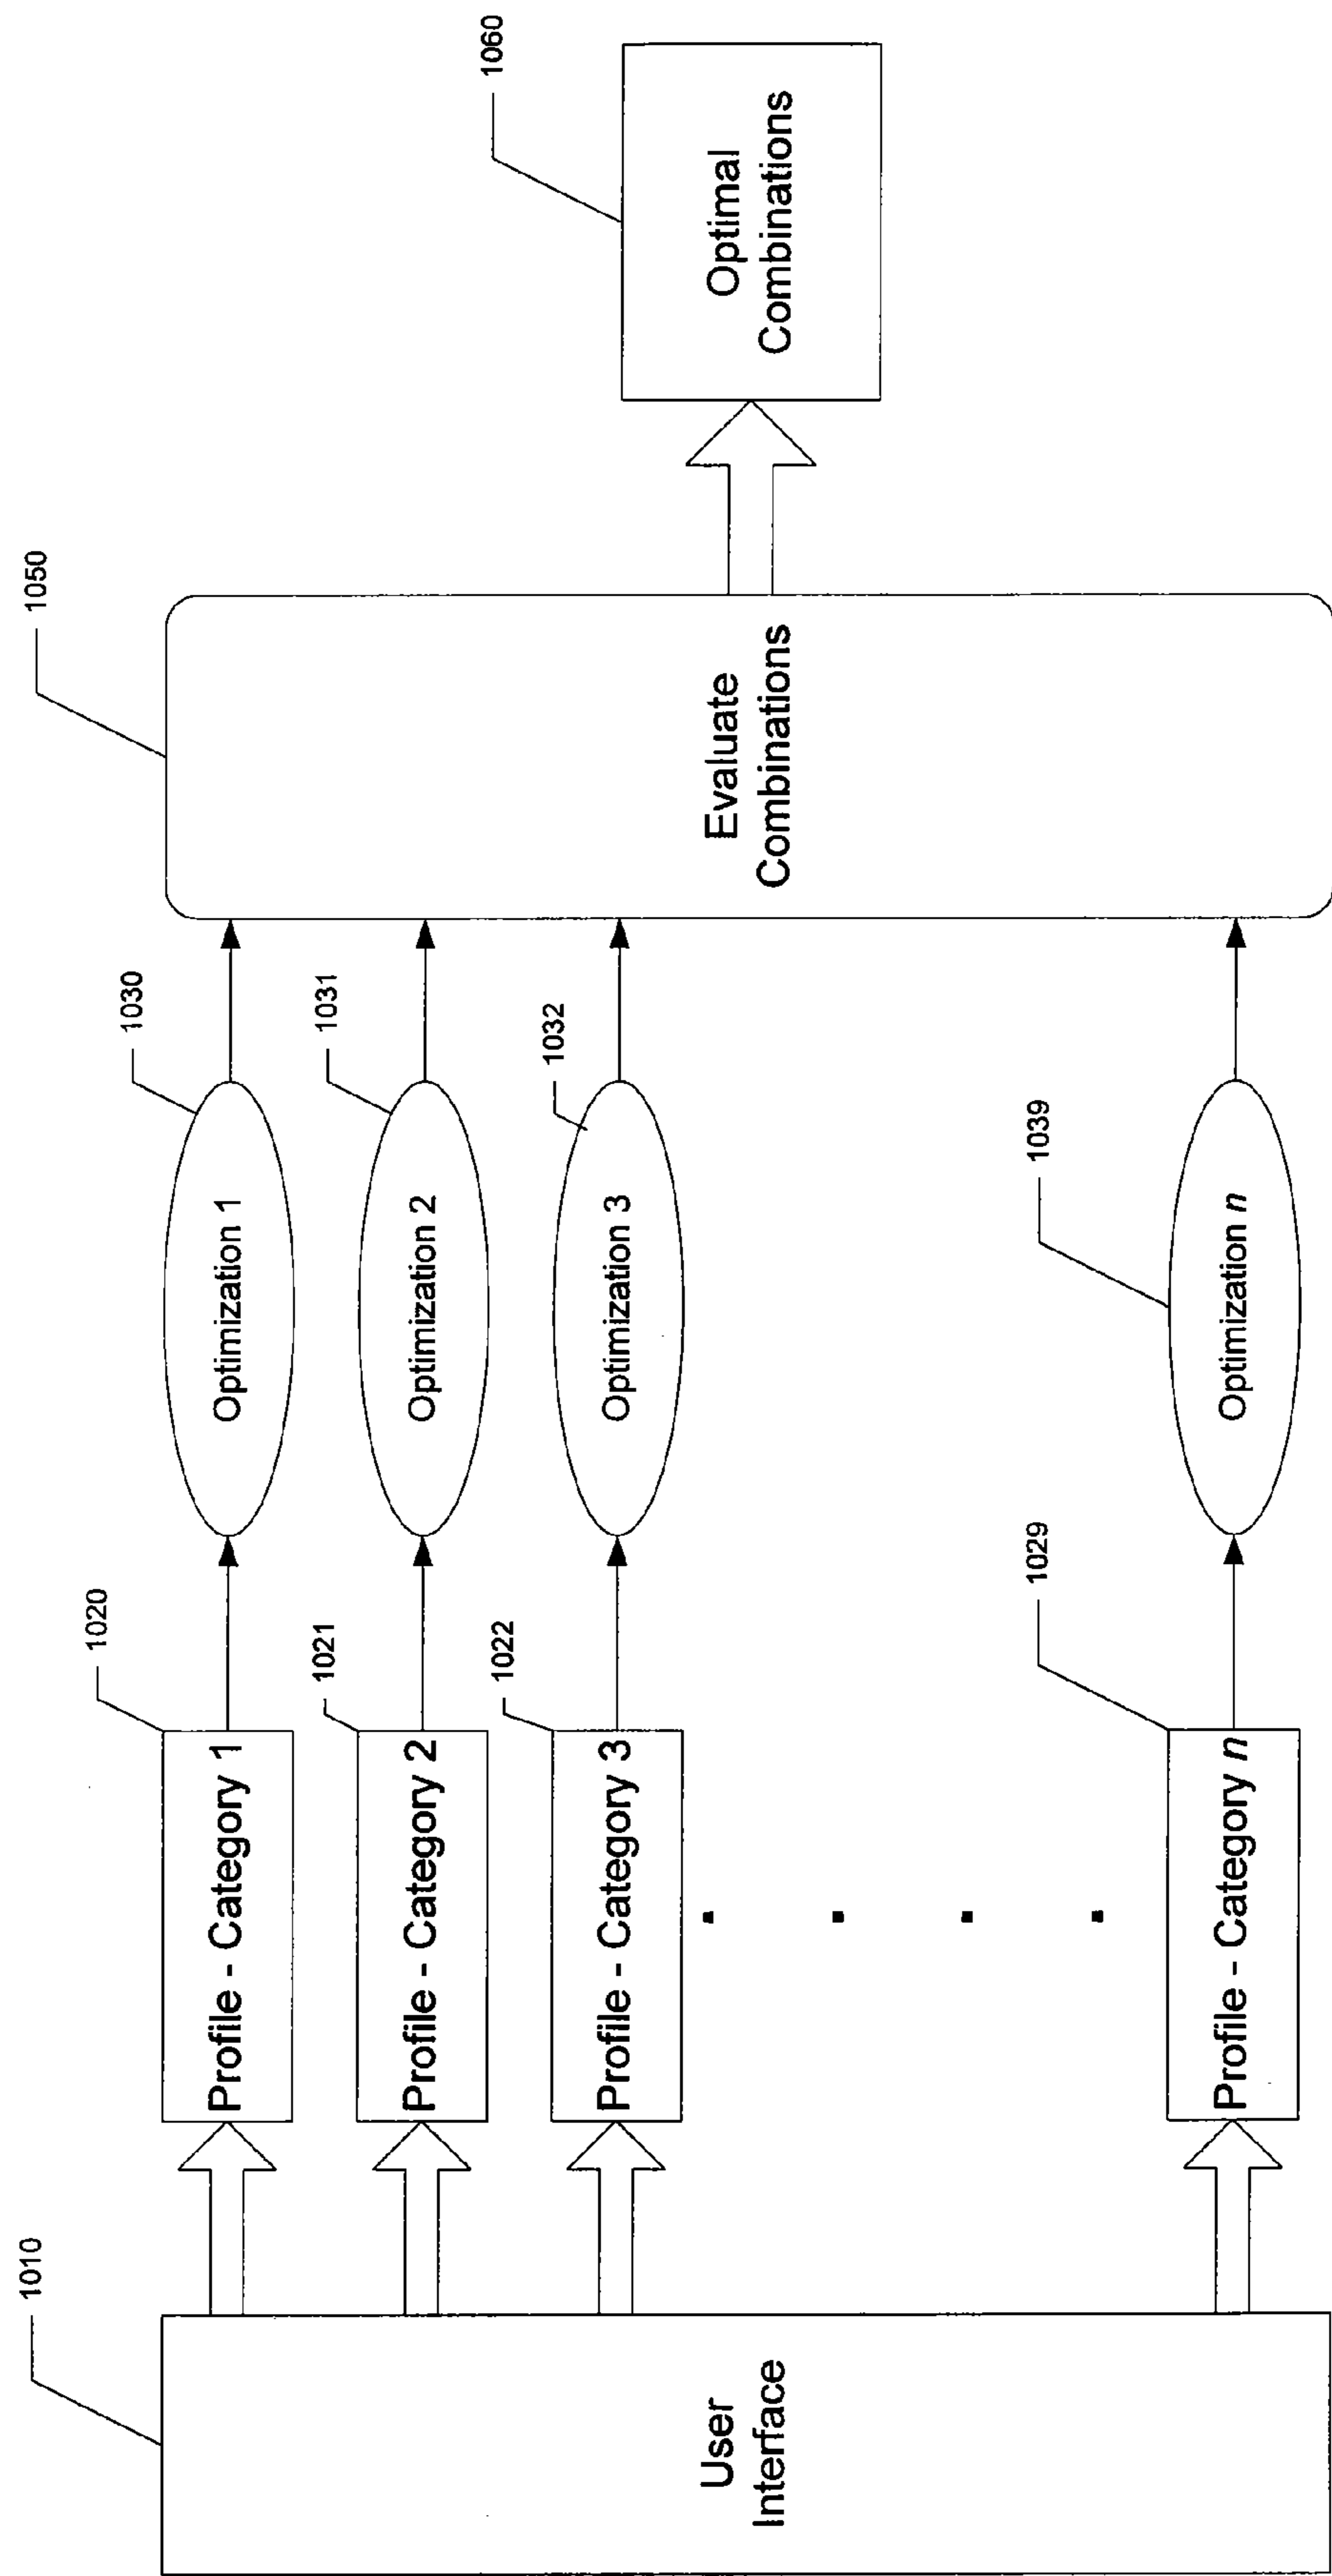 1010
User
Interface
1020
Profile - Category 1
1021
Profile - Category 2
1022
Profile - Category 3
1029
Profile - Category n
1030
Optimization 1
1031
Optimization 2
1032
Optimization 3
1039
Optimization n
1050
Evaluate
Combinations
1060
Optimal
Combinations